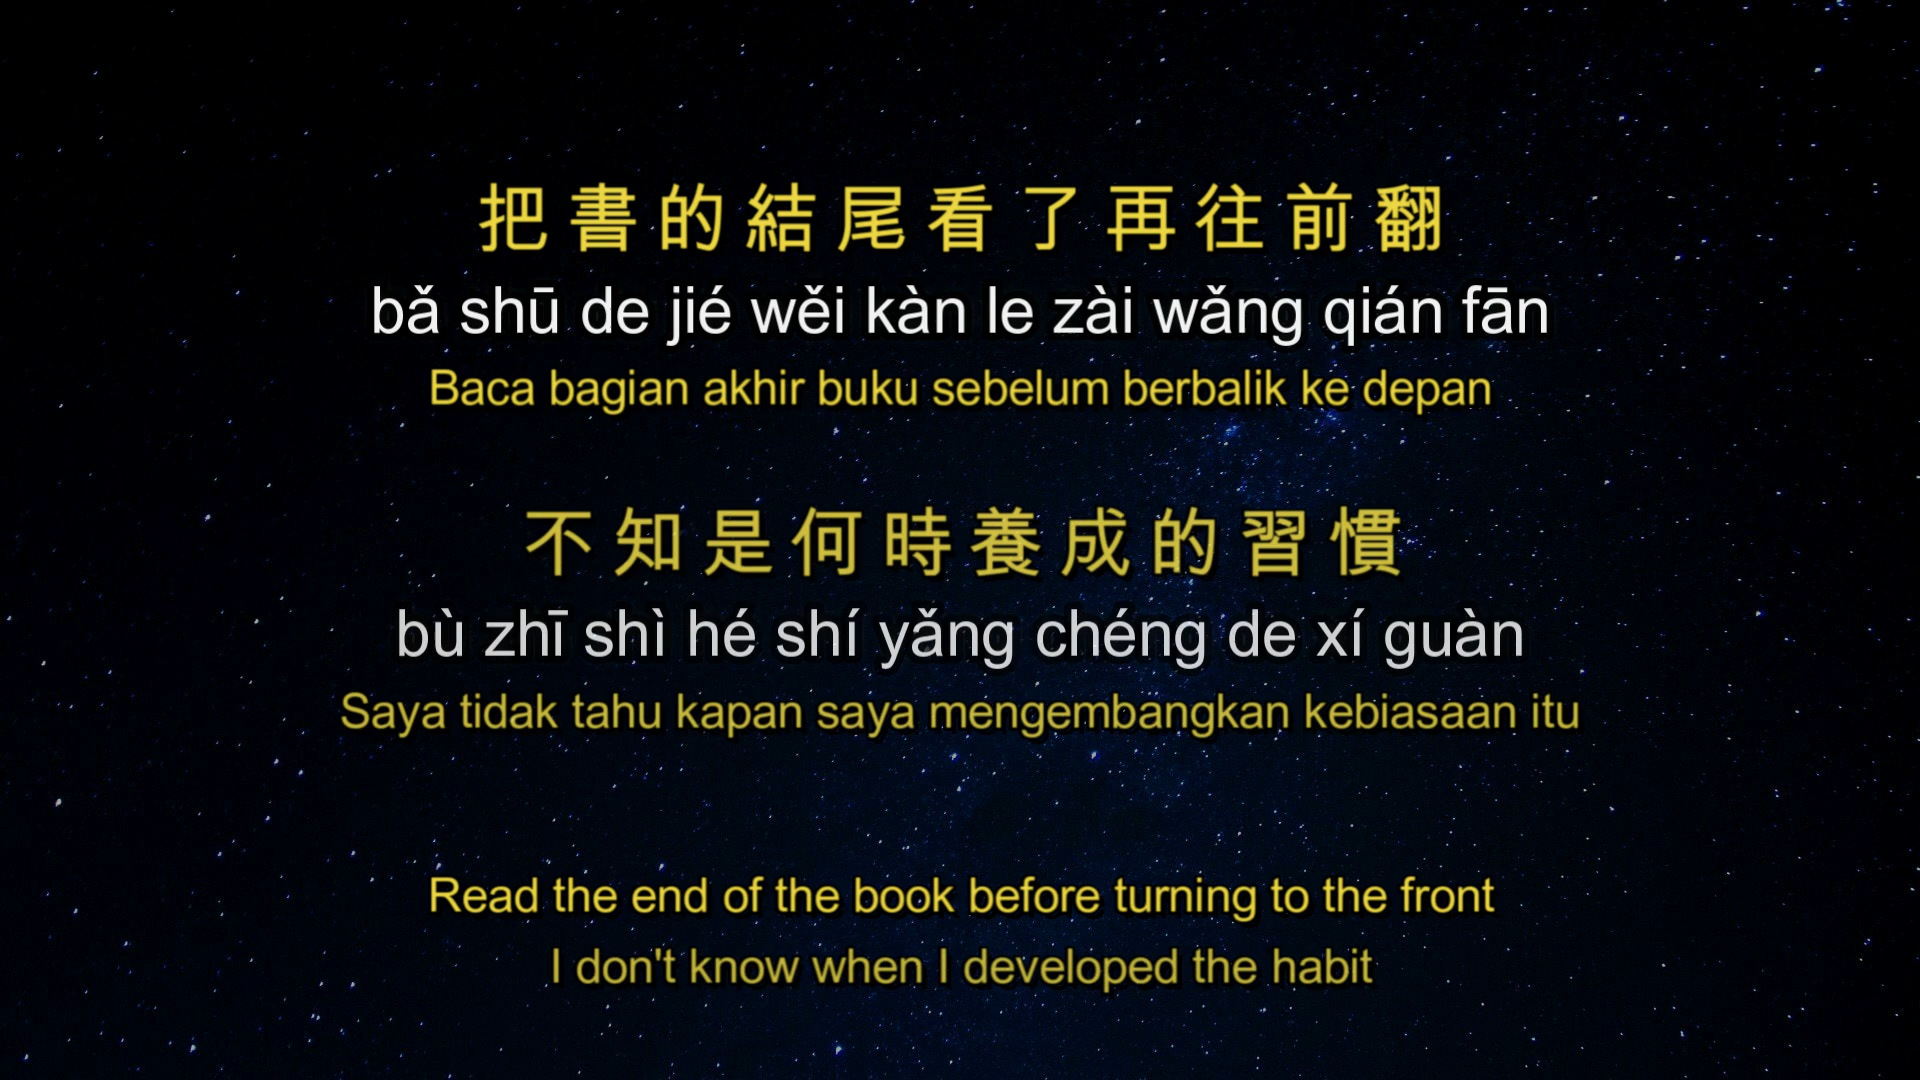 把書的結尾看了再往前翻
bǎ shū de jié wěi kàn le zài wǎng qián fān
Baca bagian akhir buku sebelum berbalik ke depan
不知是何時養成的習慣
bù zhī shì hé shí yǎng chéng de xí guàn
Saya tidak tahu kapan saya mengembangkan kebiasaan itu
Read the end of the book before turning to the front
I don't know when I developed the habit